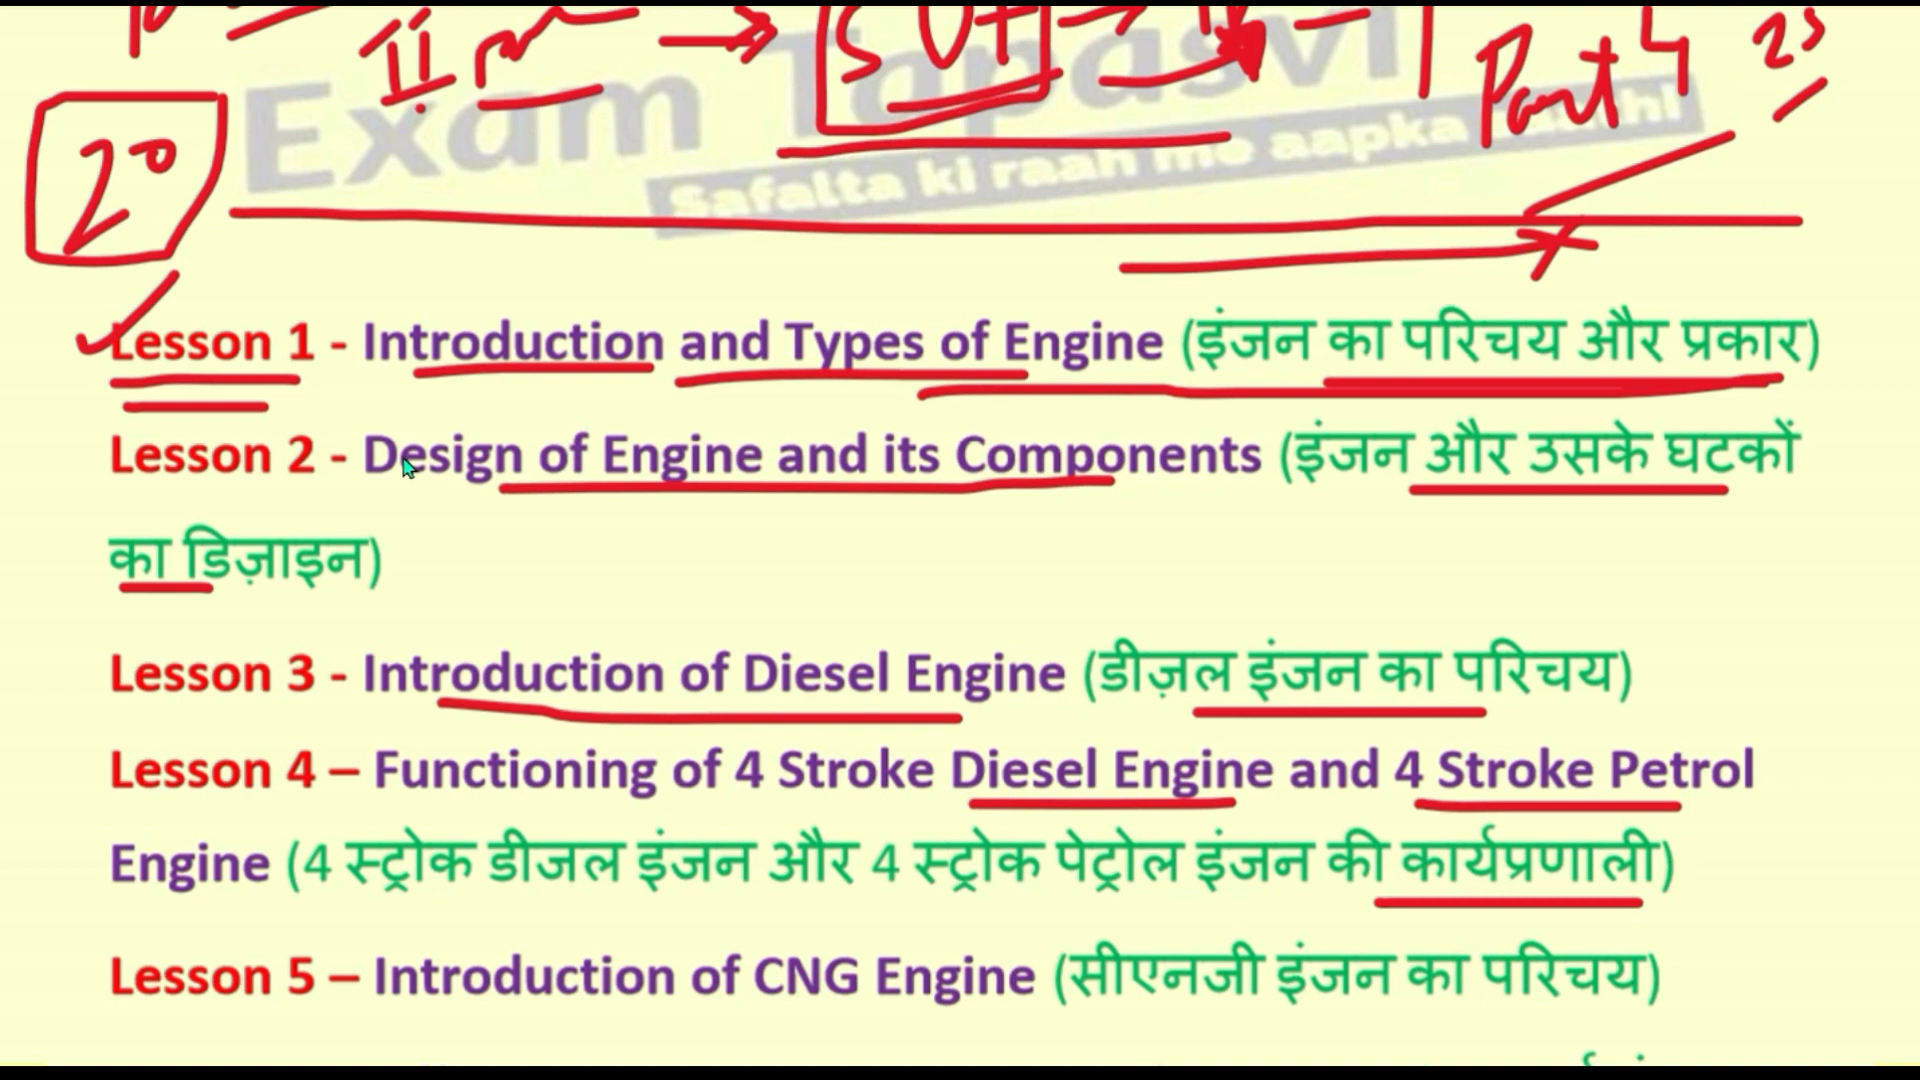 II
Part 4
20
Exam Tapasvi
Safalta ki raah me aapka saathi
Lesson 1 - Introduction and Types of Engine (इंजन का परिचय और प्रकार)
Lesson 2 - Design of Engine and its Components (इंजन और उसके घटकों
का डिज़ाइन)
Lesson 3 - Introduction of Diesel Engine (डीज़ल इंजन का परिचय)
Lesson 4 – Functioning of 4 Stroke Diesel Engine and 4 Stroke Petrol
Engine (4 स्ट्रोक डीजल इंजन और 4 स्ट्रोक पेट्रोल इंजन की कार्यप्रणाली)
Lesson 5 – Introduction of CNG Engine (सीएनजी इंजन का परिचय)